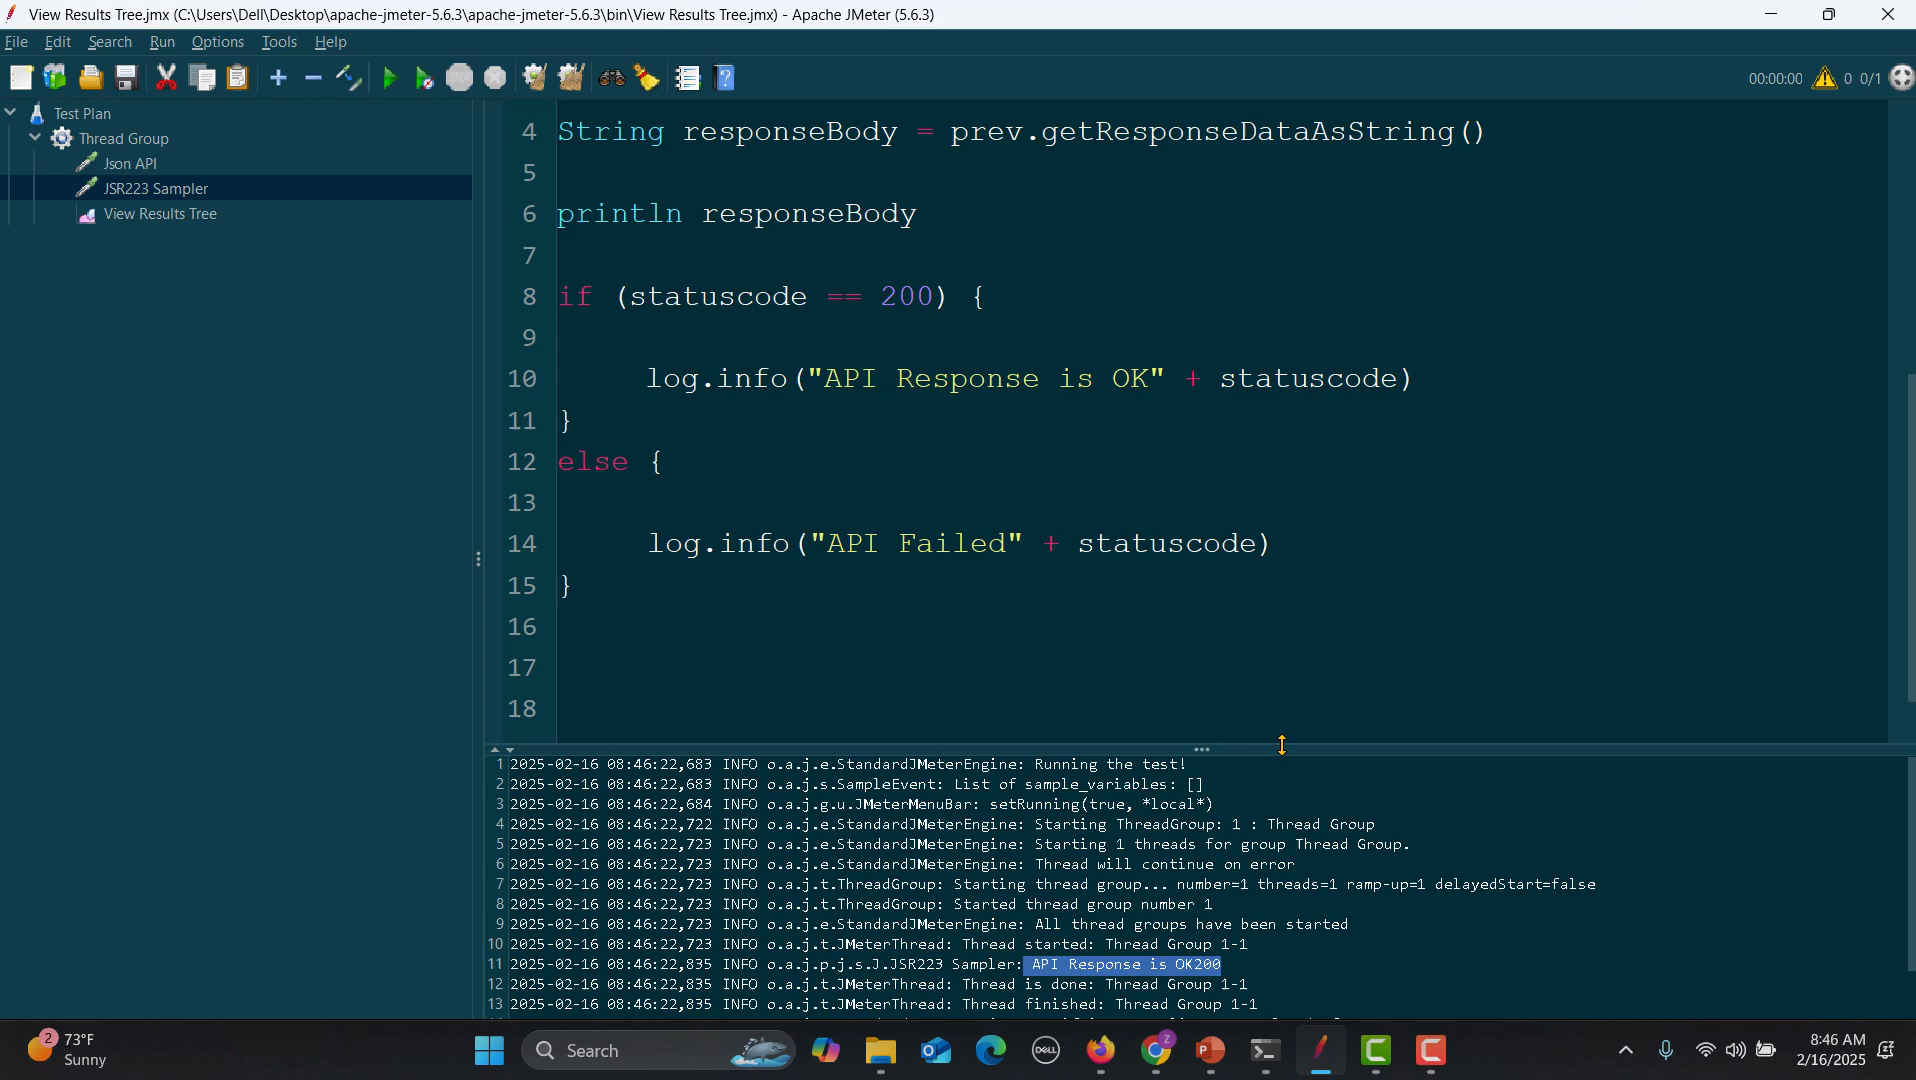 View Results Tree.jmx (C:\Users\Dell\Desktop\apache-jmeter-5.6.3\apache-jmeter-5.6.3\bin\View Results Tree.jmx) - Apache JMeter (5.6.3)
File Edit Search Run Options Tools Help
00:00:00 0 0/1
Test Plan
Thread Group
Json API
JSR223 Sampler
View Results Tree
4 String responseBody = prev.getResponseDataAsString()
5
6 println responseBody
7
8 if (statuscode == 200) {
9
10 log.info("API Response is OK" + statuscode)
11 }
12 else {
13
14 log.info("API Failed" + statuscode)
15 }
16
17
18
1 2025-02-16 08:46:22,683 INFO o.a.j.e.StandardJMeterEngine: Running the test!
2 2025-02-16 08:46:22,683 INFO o.a.j.s.SampleEvent: List of sample_variables: []
3 2025-02-16 08:46:22,684 INFO o.a.j.g.u.JMeterMenuBar: setRunning(true, *local*)
4 2025-02-16 08:46:22,722 INFO o.a.j.e.StandardJMeterEngine: Starting ThreadGroup: 1 : Thread Group
5 2025-02-16 08:46:22,723 INFO o.a.j.e.StandardJMeterEngine: Starting 1 threads for group Thread Group.
6 2025-02-16 08:46:22,723 INFO o.a.j.e.StandardJMeterEngine: Thread will continue on error
7 2025-02-16 08:46:22,723 INFO o.a.j.t.ThreadGroup: Starting thread group... number=1 threads=1 ramp-up=1 delayedStart=false
8 2025-02-16 08:46:22,723 INFO o.a.j.t.ThreadGroup: Started thread group number 1
9 2025-02-16 08:46:22,723 INFO o.a.j.e.StandardJMeterEngine: All thread groups have been started
10 2025-02-16 08:46:22,723 INFO o.a.j.t.JMeterThread: Thread started: Thread Group 1-1
11 2025-02-16 08:46:22,835 INFO o.a.j.p.j.s.J.JSR223 Sampler: API Response is OK200
12 2025-02-16 08:46:22,835 INFO o.a.j.t.JMeterThread: Thread is done: Thread Group 1-1
13 2025-02-16 08:46:22,835 INFO o.a.j.t.JMeterThread: Thread finished: Thread Group 1-1
2 73°F
Sunny
Search
DELL
Z
8:46 AM
2/16/2025